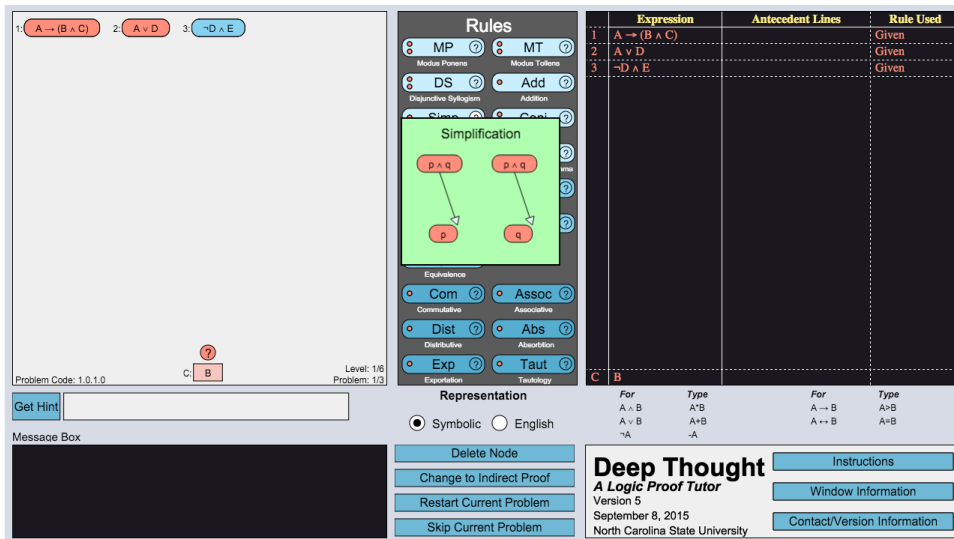 1: A → (B ∧ C) 2: A ∨ D 3: ¬D ∧ E
?
C: B
Problem Code: 1.0.1.0
Level: 1/6
Problem: 1/3
Get Hint
Message Box
Rules
MP ? MT ?
Modus Ponens Modus Tollens
DS ? Add ?
Disjunctive Syllogism Addition
Simp ? Conj ?
Simplification
p ∧ q p ∧ q
p q
Equivalence
Com ? Assoc ?
Commutative Associative
Dist ? Abs ?
Distributive Absorbtion
Exp ? Taut ?
Exportation Tautology
Representation
Symbolic English
Delete Node
Change to Indirect Proof
Restart Current Problem
Skip Current Problem
Expression Antecedent Lines Rule Used
1 A → (B ∧ C) Given
2 A ∨ D Given
3 ¬D ∧ E Given
C B
For Type For Type
A ∧ B A*B A → B A>B
A ∨ B A+B A ↔ B A=B
¬A -A
Deep Thought
A Logic Proof Tutor
Version 5
September 8, 2015
North Carolina State University
Instructions
Window Information
Contact/Version Information